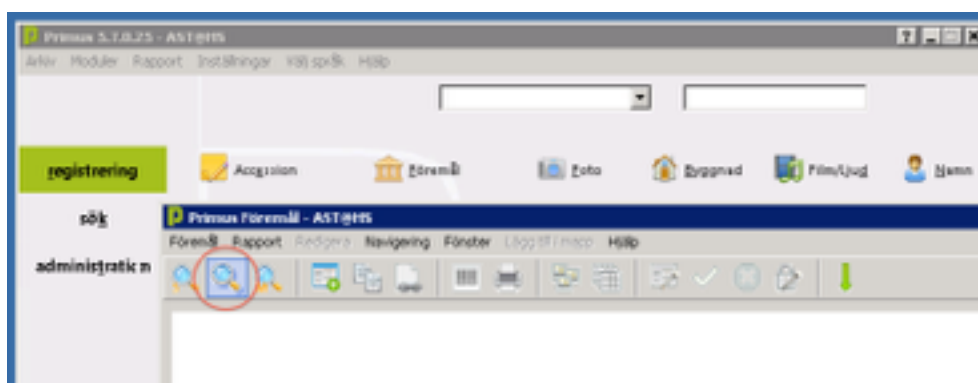 Primus 5.7.0.25 - AST@HS
Arkiv Moduler Rapport Inställningar Välj språk Hjälp
registrering Accession Föremål Foto Byggnad Film/Ljud Namn
sök
Primus Föremål - AST@HS
Föremål Rapport Redigera Navigering Fönster Lägg till i mapp Hjälp
administratic n